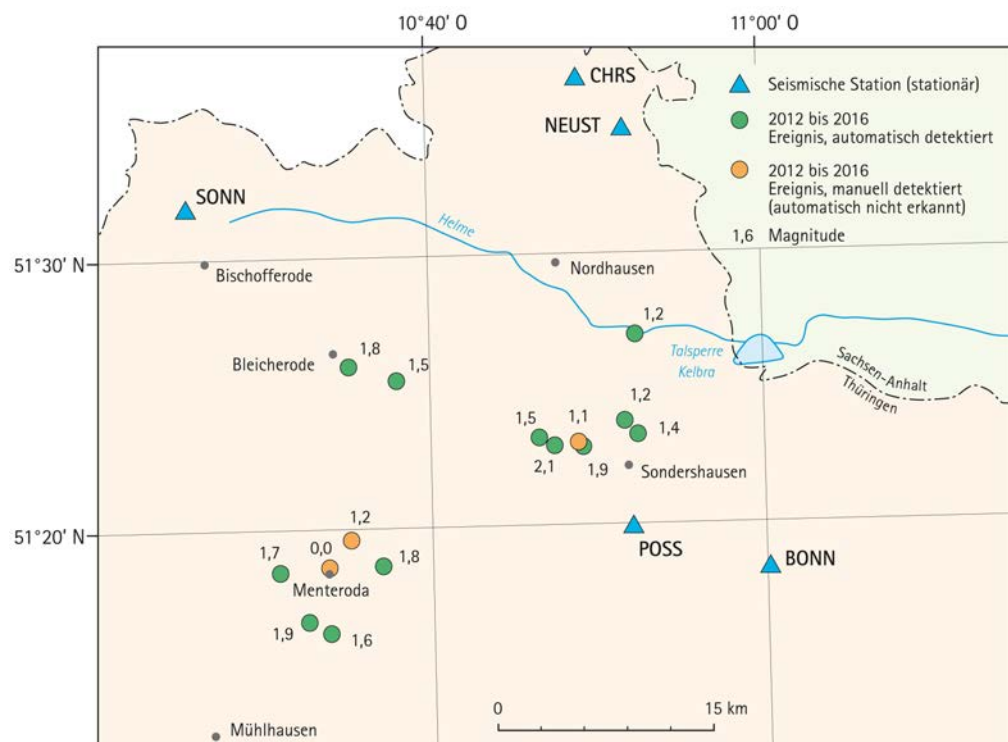 10°40' O
11°00' O
CHRS
Seismische Station (stationär)
NEUST
2012 bis 2016
Ereignis, automatisch detektiert
2012 bis 2016
Ereignis, manuell detektiert
(automatisch nicht erkannt)
SONN
Helme
1,6 Magnitude
51°30' N
Bischofferode
Nordhausen
1,2
Talsperre
Kelbra
Sachsen-Anhalt
Thüringen
Bleicherode
1,8
1,5
1,2
1,5
1,1
1,4
2,1
1,9
Sondershausen
51°20' N
1,2
POSS
BONN
1,7
0,0
1,8
Menteroda
1,9
1,6
0
15 km
Mühlhausen